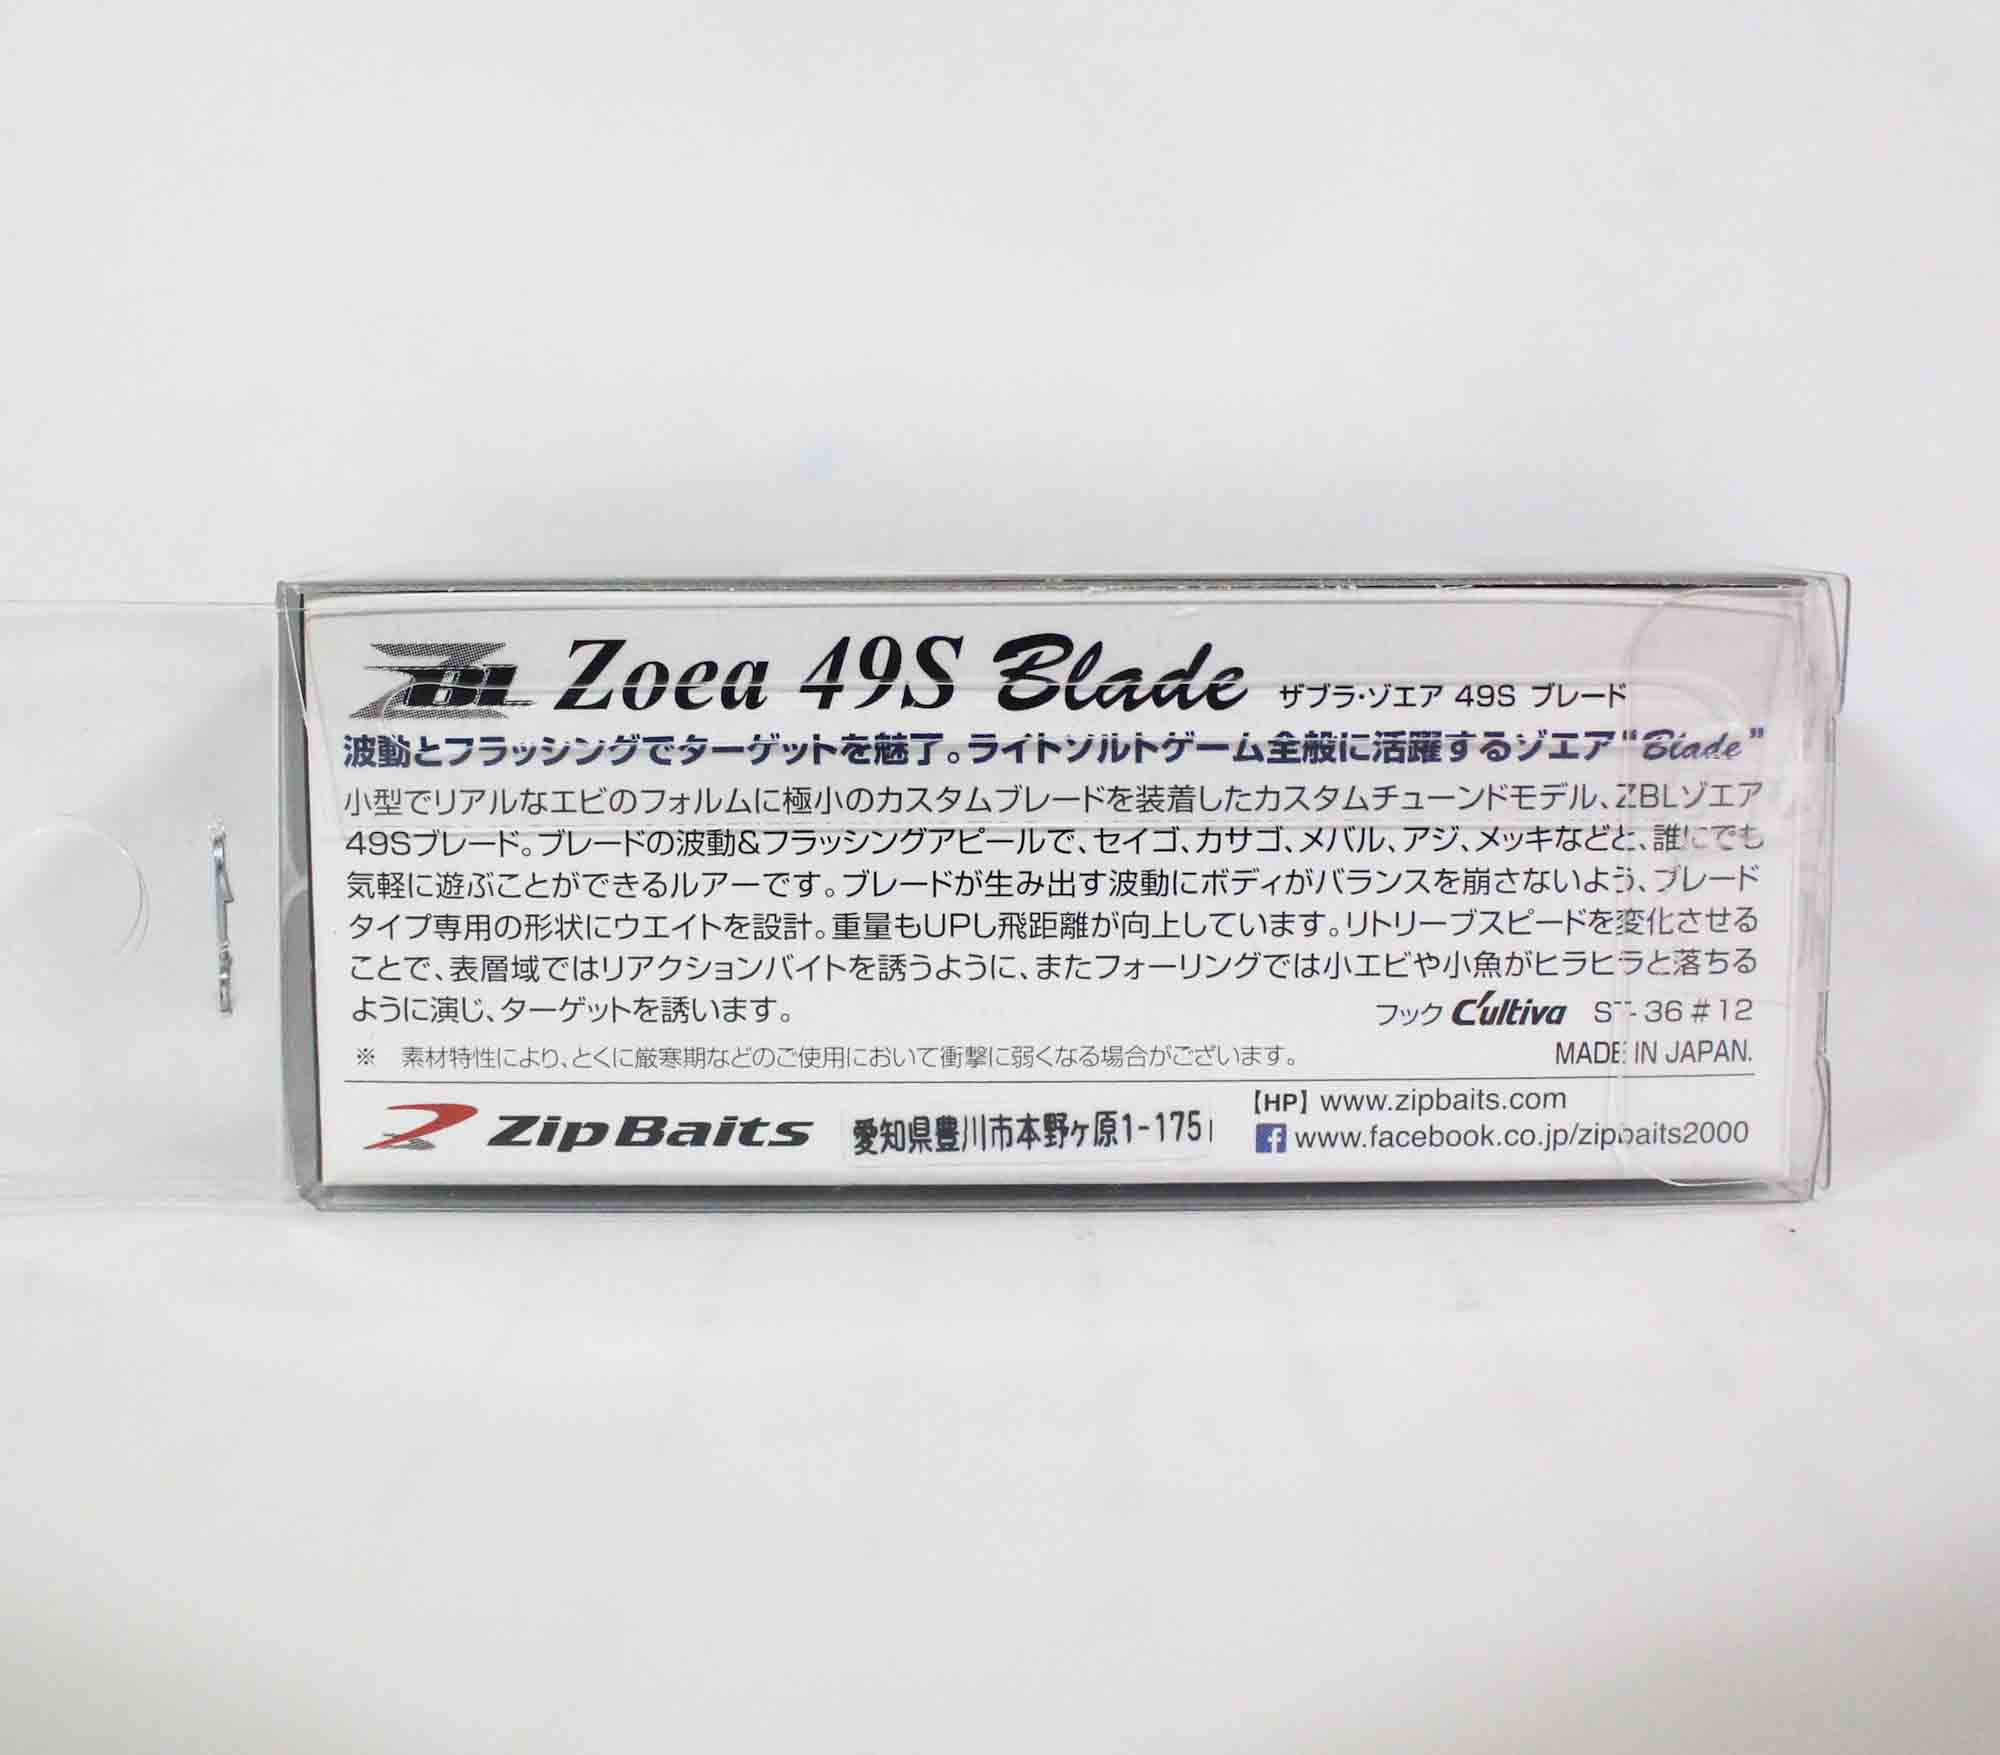 ZBL Zoea 49S Blade ザブラ・ゾエア 49S ブレード
波動とフラッシングでターゲットを魅了。ライトソルトゲーム全般に活躍するゾエア“Blade”
小型でリアルなエビのフォルムに極小のカスタムブレードを装着したカスタムチューンドモデル、ZBLゾエア
49Sブレード。ブレードの波動&フラッシングアピールで、セイゴ、カサゴ、メバル、アジ、メッキなどと、誰にでも
気軽に遊ぶことができるルアーです。ブレードが生み出す波動にボディがバランスを崩さないよう、ブレード
タイプ専用の形状にウエイトを設計。重量もUPし飛距離が向上しています。リトリーブスピードを変化させる
ことで、表層域ではリアクションバイトを誘うように、またフォーリングでは小エビや小魚がヒラヒラと落ちる
ように演じ、ターゲットを誘います。
フック C'ultiva ST-36 #12
※ 素材特性により、とくに厳寒期などのご使用において衝撃に弱くなる場合がございます。
MADE IN JAPAN.
ZipBaits 愛知県豊川市本野ヶ原1-175
【HP】www.zipbaits.com
f www.facebook.co.jp/zipbaits2000